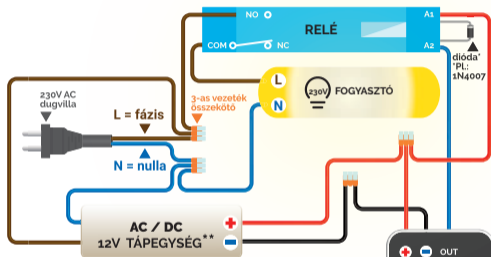 NO
RELÉ
A1
COM
NC
A2
dióda*
*PL.:
1N4007
230V AC
dugvilla
L = fázis
3-as vezeték
összekötő
L
230V
FOGYASZTÓ
N
N = nulla
AC / DC
12V TÁPEGYSÉG**
+
−
+ − OUT